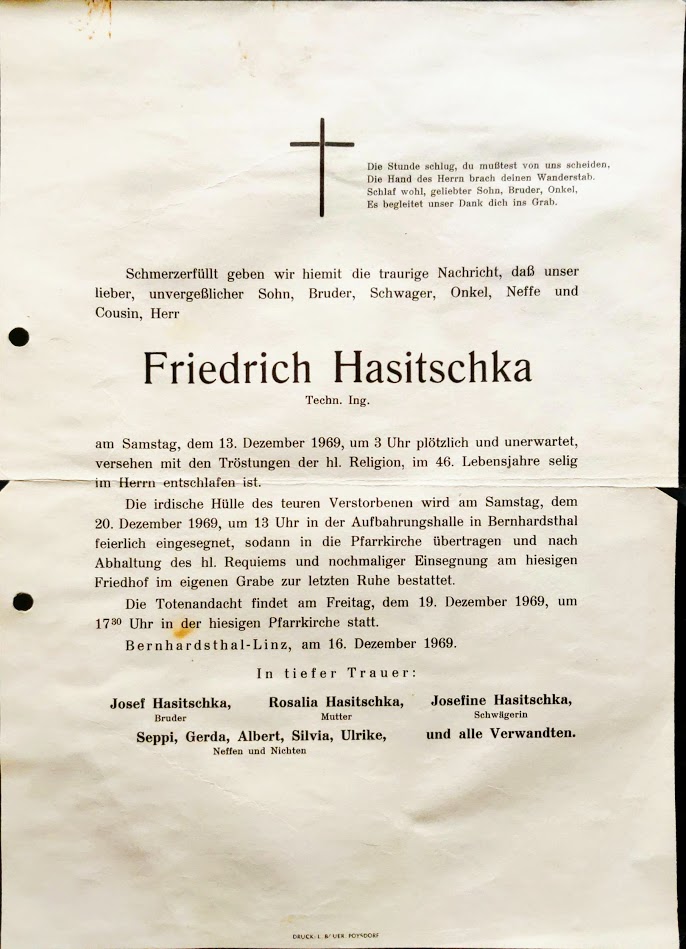 Die Stunde schlug, du mußtest von uns scheiden,
Die Hand des Herrn brach deinen Wanderstab.
Schlaf wohl, geliebter Sohn, Bruder, Onkel,
Es begleitet unser Dank dich ins Grab.
Schmerzerfüllt geben wir hiemit die traurige Nachricht, daß unser
lieber, unvergeßlicher Sohn, Bruder, Schwager, Onkel, Neffe und
Cousin, Herr
Friedrich Hasitschka
Techn. Ing.
am Samstag, dem 13. Dezember 1969, um 3 Uhr plötzlich und unerwartet,
versehen mit den Tröstungen der hl. Religion, im 46. Lebensjahre selig
im Herrn entschlafen ist.
Die irdische Hülle des teuren Verstorbenen wird am Samstag, dem
20. Dezember 1969, um 13 Uhr in der Aufbahrungshalle in Bernhardsthal
feierlich eingesegnet, sodann in die Pfarrkirche übertragen und nach
Abhaltung des hl. Requiems und nochmaliger Einsegnung am hiesigen
Friedhof im eigenen Grabe zur letzten Ruhe bestattet.
Die Totenandacht findet am Freitag, dem 19. Dezember 1969, um
17³⁰ Uhr in der hiesigen Pfarrkirche statt.
Bernhardsthal-Linz, am 16. Dezember 1969.
In tiefer Trauer:
Josef Hasitschka, Rosalia Hasitschka, Josefine Hasitschka,
Bruder Mutter Schwägerin
Seppi, Gerda, Albert, Silvia, Ulrike, und alle Verwandten.
Neffen und Nichten
DRUCK: POYSDORF